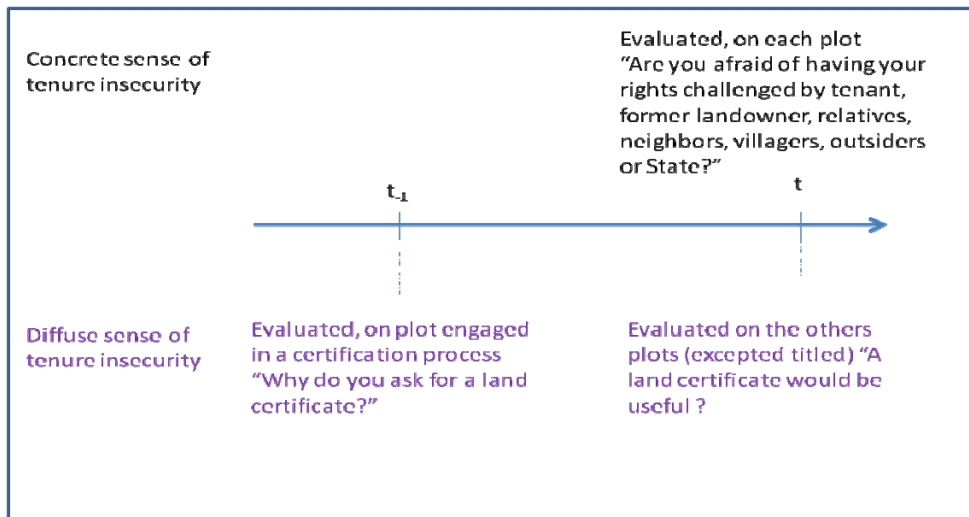 Concrete sense of
tenure insecurity
Evaluated, on each plot
“Are you afraid of having your
rights challenged by tenant,
former landowner, relatives,
neighbors, villagers, outsiders
or State?”
t-1
t
Diffuse sense of
tenure insecurity
Evaluated, on plot engaged
in a certification process
“Why do you ask for a land
certificate?”
Evaluated on the others
plots (excepted titled) “A
land certificate would be
useful ?